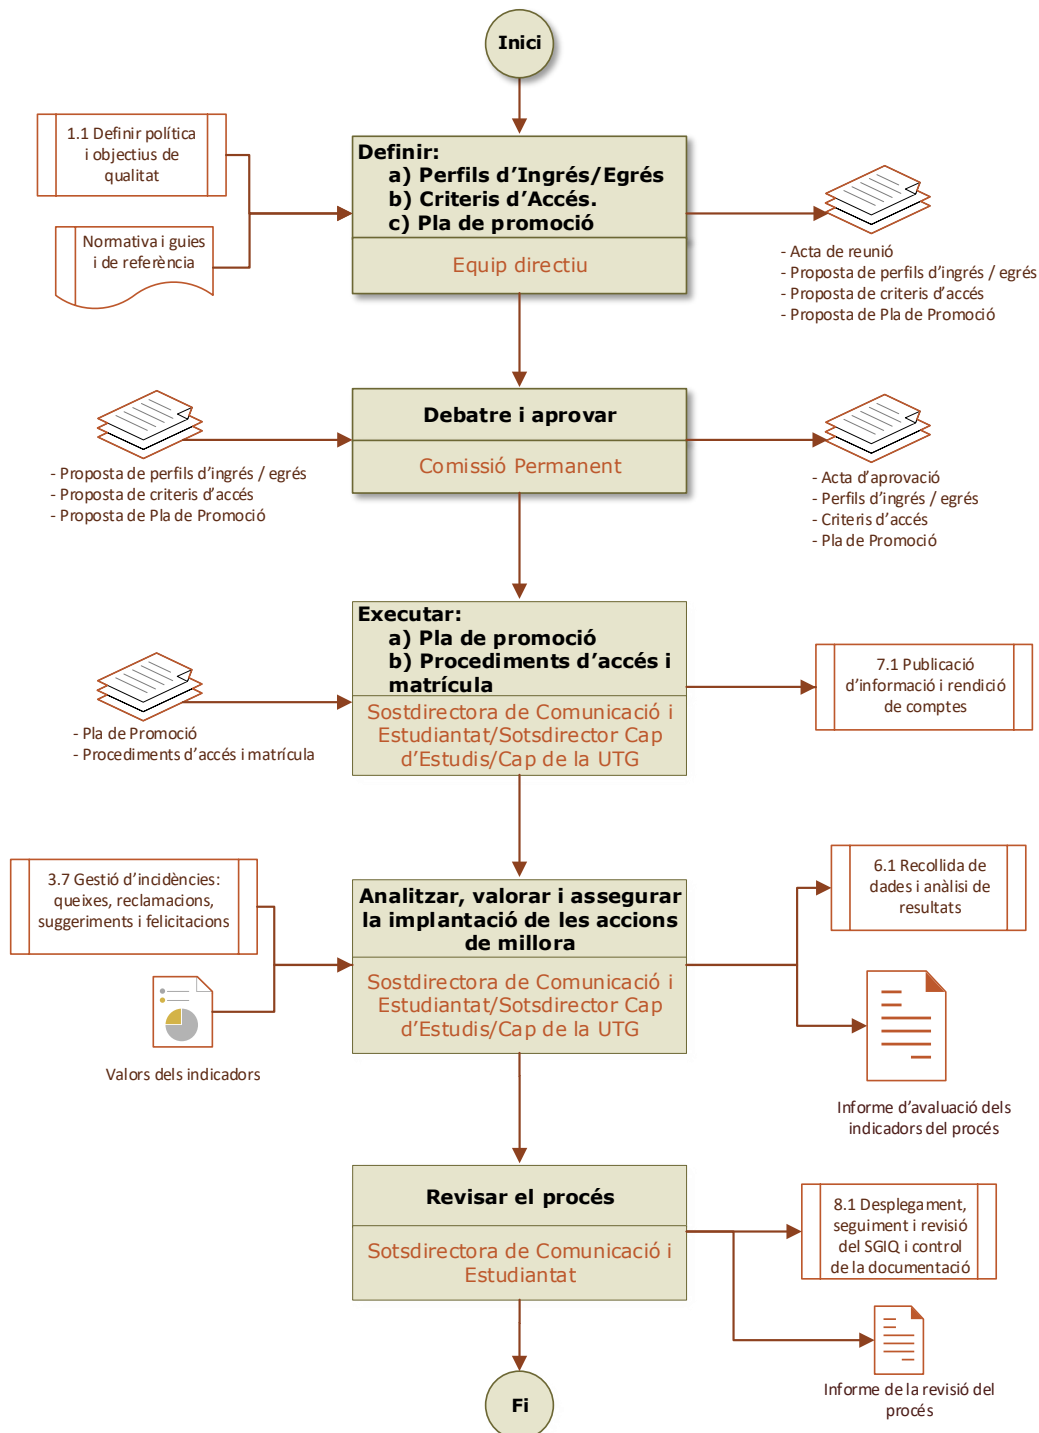 Inici
1.1 Definir política
i objectius de
qualitat
Normativa i guies
i de referència
Definir:
a) Perfils d’Ingrés/Egrés
b) Criteris d’Accés.
c) Pla de promoció
Equip directiu
- Acta de reunió
- Proposta de perfils d’ingrés / egrés
- Proposta de criteris d’accés
- Proposta de Pla de Promoció
- Proposta de perfils d’ingrés / egrés
- Proposta de criteris d’accés
- Proposta de Pla de Promoció
Debatre i aprovar
Comissió Permanent
- Acta d’aprovació
- Perfils d’ingrés / egrés
- Criteris d’accés
- Pla de Promoció
- Pla de Promoció
- Procediments d’accés i matrícula
Executar:
a) Pla de promoció
b) Procediments d’accés i
matrícula
Sostdirectora de Comunicació i
Estudiantat/Sotsdirector Cap
d’Estudis/Cap de la UTG
7.1 Publicació
d’informació i rendició
de comptes
3.7 Gestió d’incidències:
queixes, reclamacions,
suggeriments i felicitacions
Valors dels indicadors
Analitzar, valorar i assegurar
la implantació de les accions
de millora
Sostdirectora de Comunicació i
Estudiantat/Sotsdirector Cap
d’Estudis/Cap de la UTG
6.1 Recollida de
dades i anàlisi de
resultats
Informe d’avaluació dels
indicadors del procés
Revisar el procés
Sotsdirectora de Comunicació i
Estudiantat
8.1 Desplegament,
seguiment i revisió
del SGIQ i control
de la documentació
Informe de la revisió del
procés
Fi